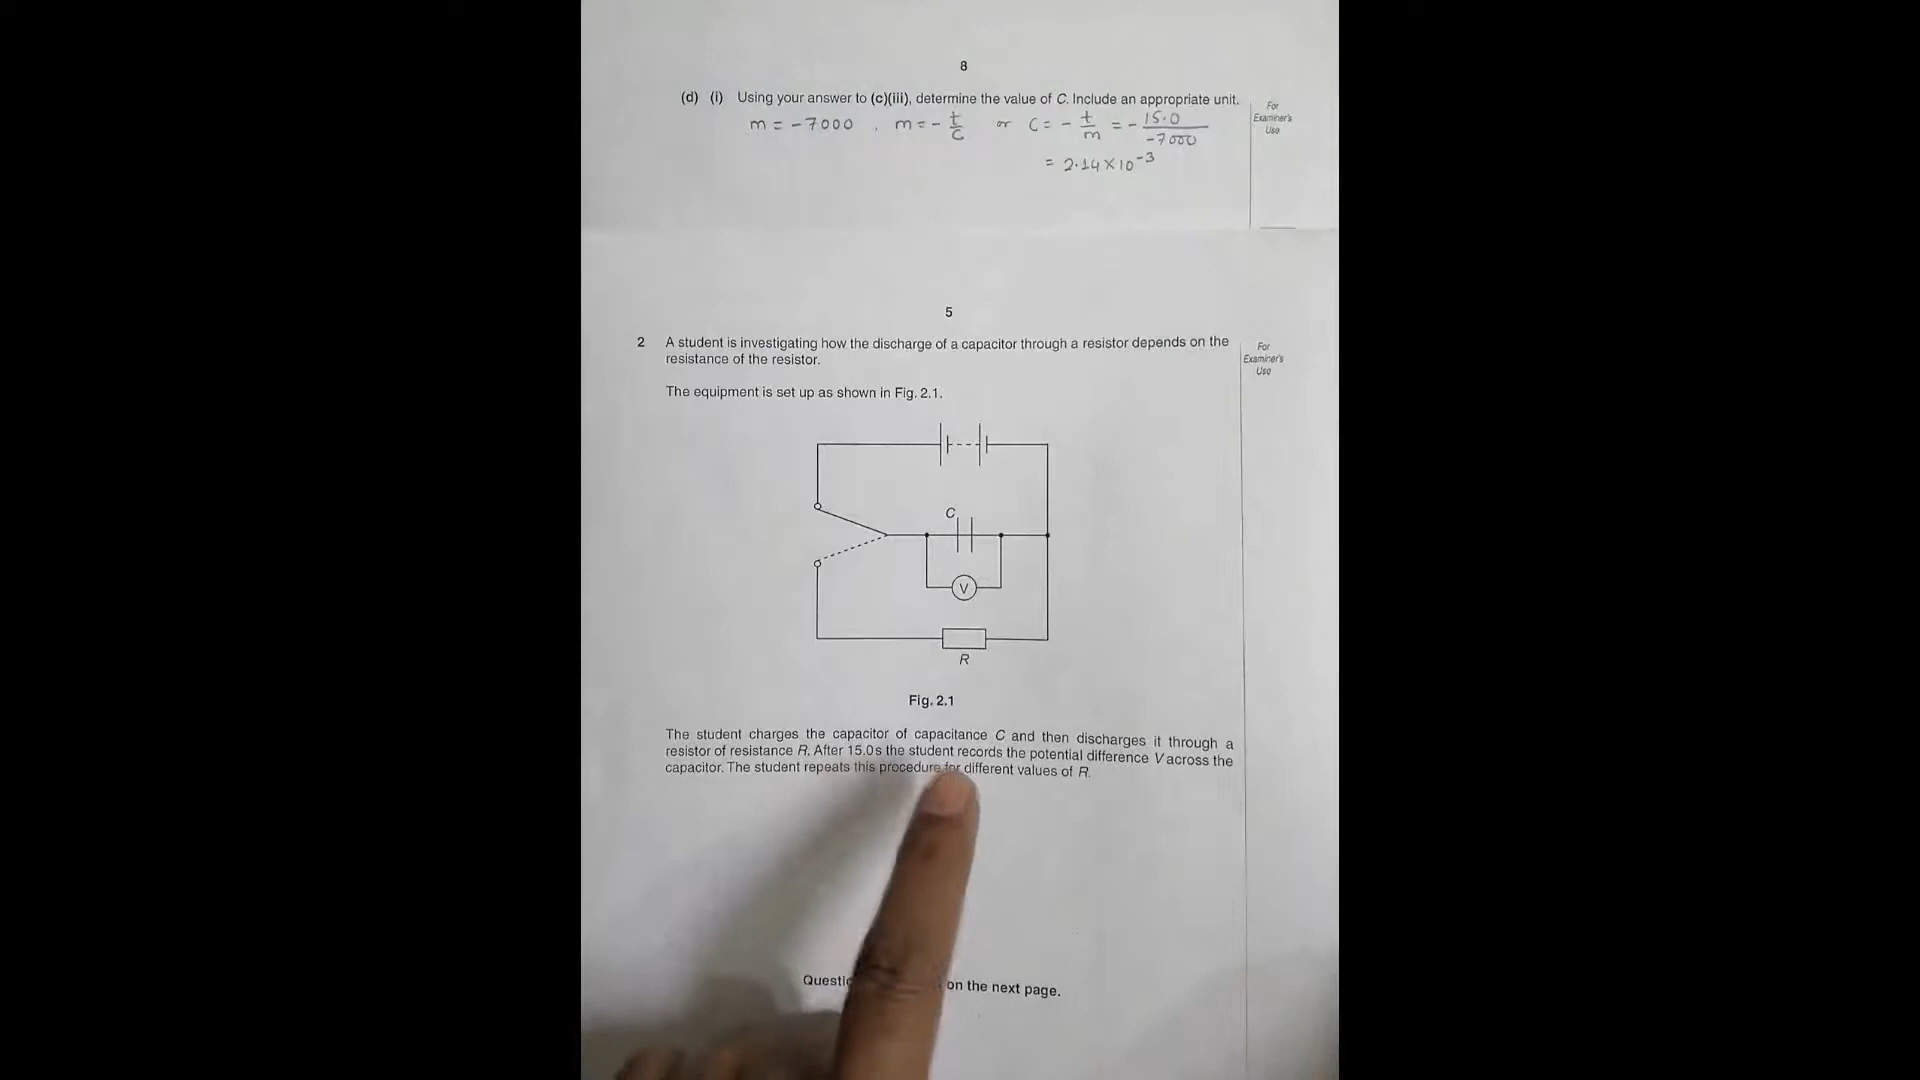 8
(d) (i) Using your answer to (c)(iii), determine the value of C. Include an appropriate unit.
For
Examiner's
Use
m = -7000 , m = - t/C or C = - t/m = - 15.0/-7000
= 2.14 × 10⁻³
5
2 A student is investigating how the discharge of a capacitor through a resistor depends on the
resistance of the resistor.
For
Examiner's
Use
The equipment is set up as shown in Fig. 2.1.
C
V
R
Fig. 2.1
The student charges the capacitor of capacitance C and then discharges it through a
resistor of resistance R. After 15.0 s the student records the potential difference V across the
capacitor. The student repeats this procedure for different values of R.
on the next page.